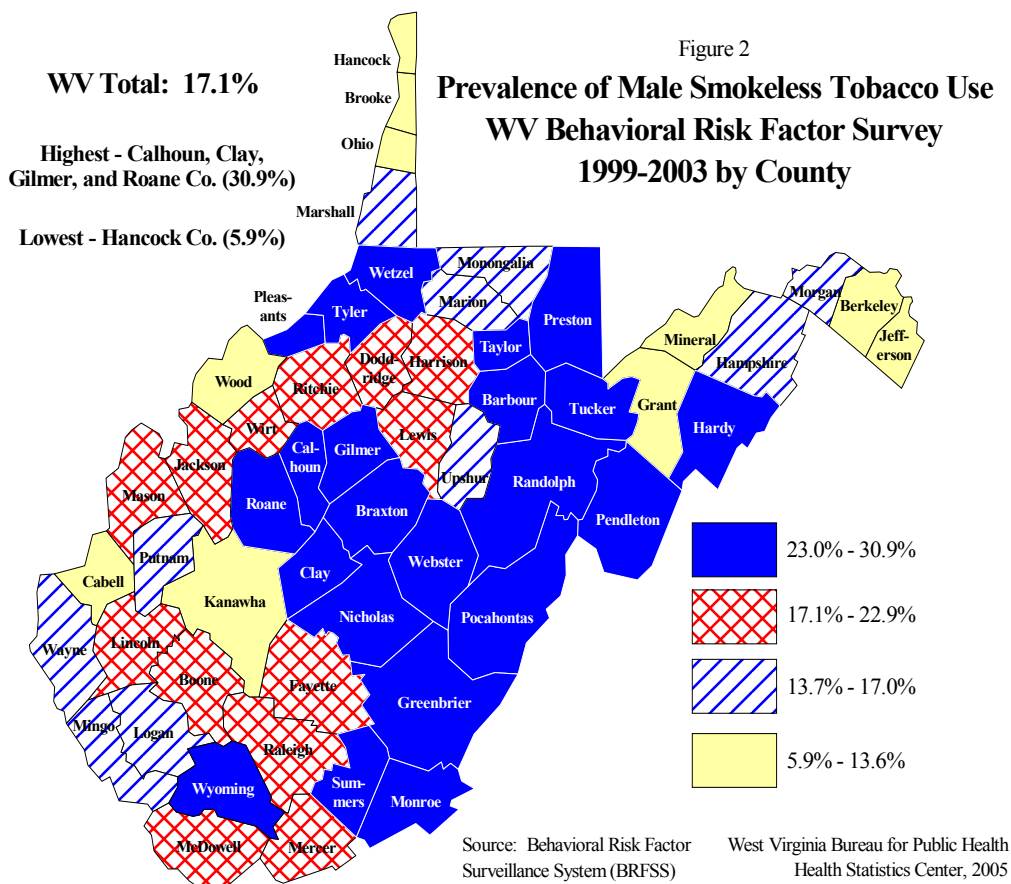 Figure 2
Prevalence of Male Smokeless Tobacco Use
WV Behavioral Risk Factor Survey
1999-2003 by County
WV Total:  17.1%
Highest - Calhoun, Clay,
Gilmer, and Roane Co. (30.9%)
Lowest - Hancock Co. (5.9%)
Hancock
Brooke
Ohio
Marshall
Wetzel
Monongalia
Marion
Pleas-
ants
Tyler
Preston
Taylor
Morgan
Berkeley
Jeff-
erson
Mineral
Hampshire
Wood
Ritchie
Dodd-
ridge
Harrison
Barbour
Tucker
Grant
Hardy
Wirt
Cal-
houn
Gilmer
Lewis
Upshur
Randolph
Pendleton
Jackson
Mason
Roane
Braxton
Webster
Putnam
Cabell
Kanawha
Clay
Nicholas
Pocahontas
Wayne
Lincoln
Boone
Fayette
Greenbrier
Mingo
Logan
Raleigh
Wyoming
Sum-
mers
Monroe
McDowell
Mercer
23.0% - 30.9%
17.1% - 22.9%
13.7% - 17.0%
5.9% - 13.6%
Source:  Behavioral Risk Factor
Surveillance System (BRFSS)
West Virginia Bureau for Public Health
Health Statistics Center, 2005